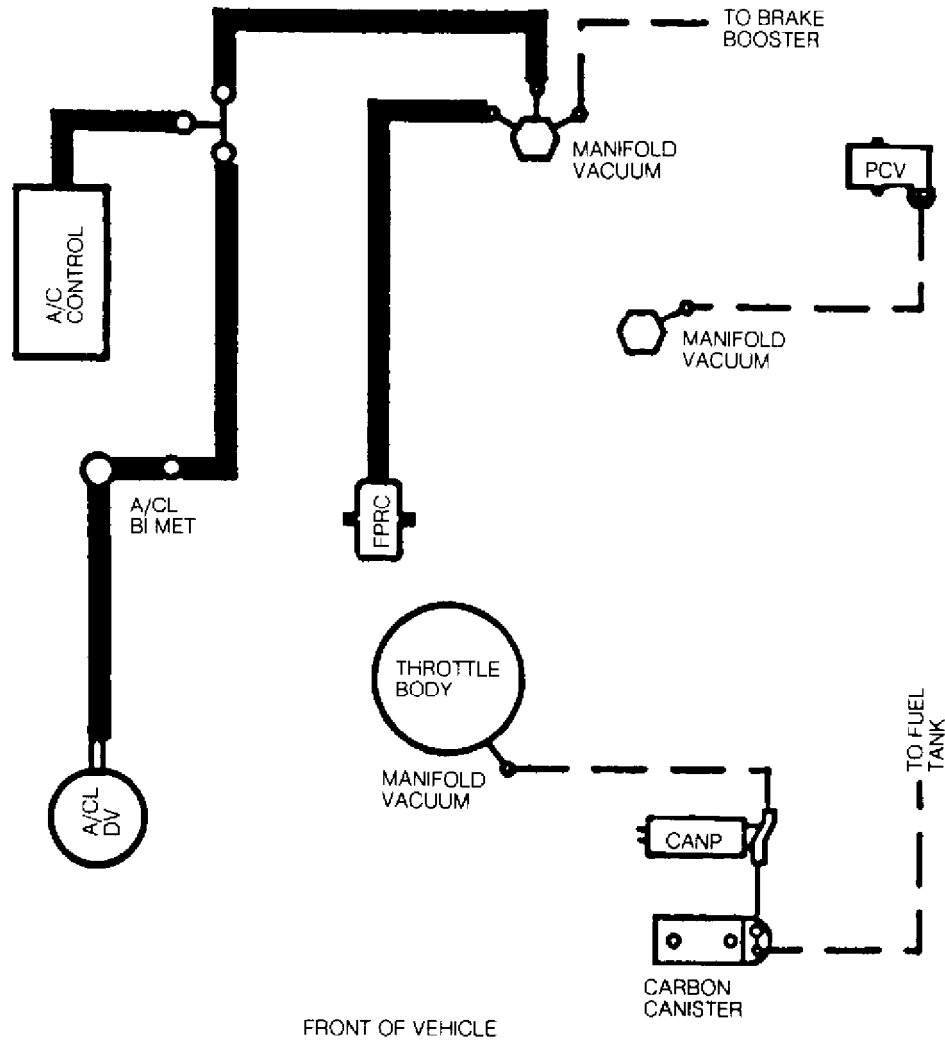 TO BRAKE
BOOSTER
MANIFOLD
VACUUM
PCV
A/C
CONTROL
MANIFOLD
VACUUM
A/CL
BI MET
FPRC
THROTTLE
BODY
TO FUEL
TANK
MANIFOLD
VACUUM
A/CL
DV
CANP
CARBON
CANISTER
FRONT OF VEHICLE